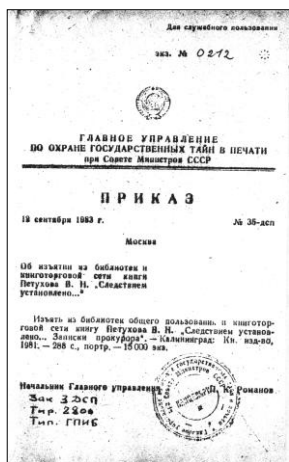 Для служебного пользования
экз. № 0212
ГЛАВНОЕ УПРАВЛЕНИЕ
ПО ОХРАНЕ ГОСУДАРСТВЕННЫХ ТАЙН В ПЕЧАТИ
при Совете Министров СССР
ПРИКАЗ
19 сентября 1983 г. № 35-дсп
Москва
Об изъятии из библиотек и
книготорговой сети книги
Петухова В. Н. „Следствием
установлено..."
Изъять из библиотек общего пользования и книготор-
говой сети книгу Петухова В. Н. „Следствием установ-
лено... Записки прокурора". — Калининград: Кн. изд-во,
1981. — 288 с., портр. — 15 000 экз.
Начальник Главного управления П. К. Романов
Зак 3 Дсп
Тир. 280в
Тип. ГПИБ